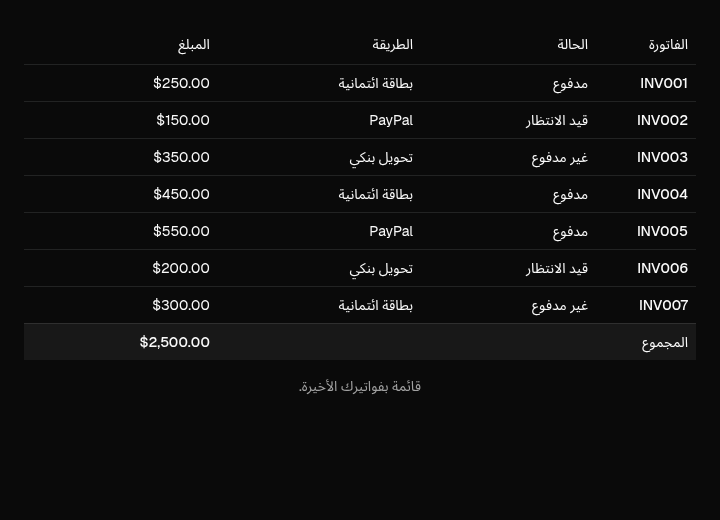 الفاتورة الحالة الطريقة المبلغ
INV001 مدفوع بطاقة ائتمانية $250.00
INV002 قيد الانتظار PayPal $150.00
INV003 غير مدفوع تحويل بنكي $350.00
INV004 مدفوع بطاقة ائتمانية $450.00
INV005 مدفوع PayPal $550.00
INV006 قيد الانتظار تحويل بنكي $200.00
INV007 غير مدفوع بطاقة ائتمانية $300.00
المجموع $2,500.00
قائمة بفواتيرك الأخيرة.